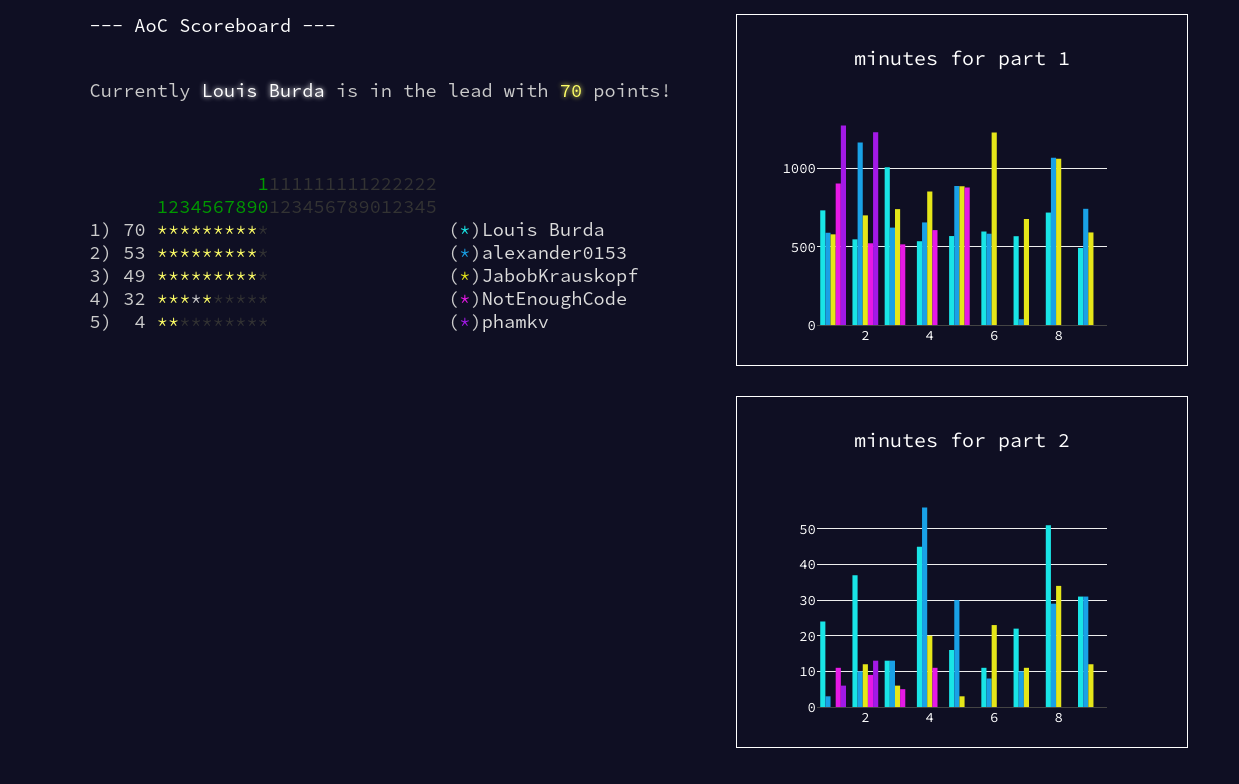 --- AoC Scoreboard ---
Currently Louis Burda is in the lead with 70 points!
1111111111222222
1234567890123456789012345
1) 70 ********** (*)Louis Burda
2) 53 ********** (*)alexander0153
3) 49 ********** (*)JabobKrauskopf
4) 32 ********** (*)NotEnoughCode
5) 4 ********** (*)phamkv
minutes for part 1
1000
500
0
2 4 6 8
minutes for part 2
50
40
30
20
10
0
2 4 6 8